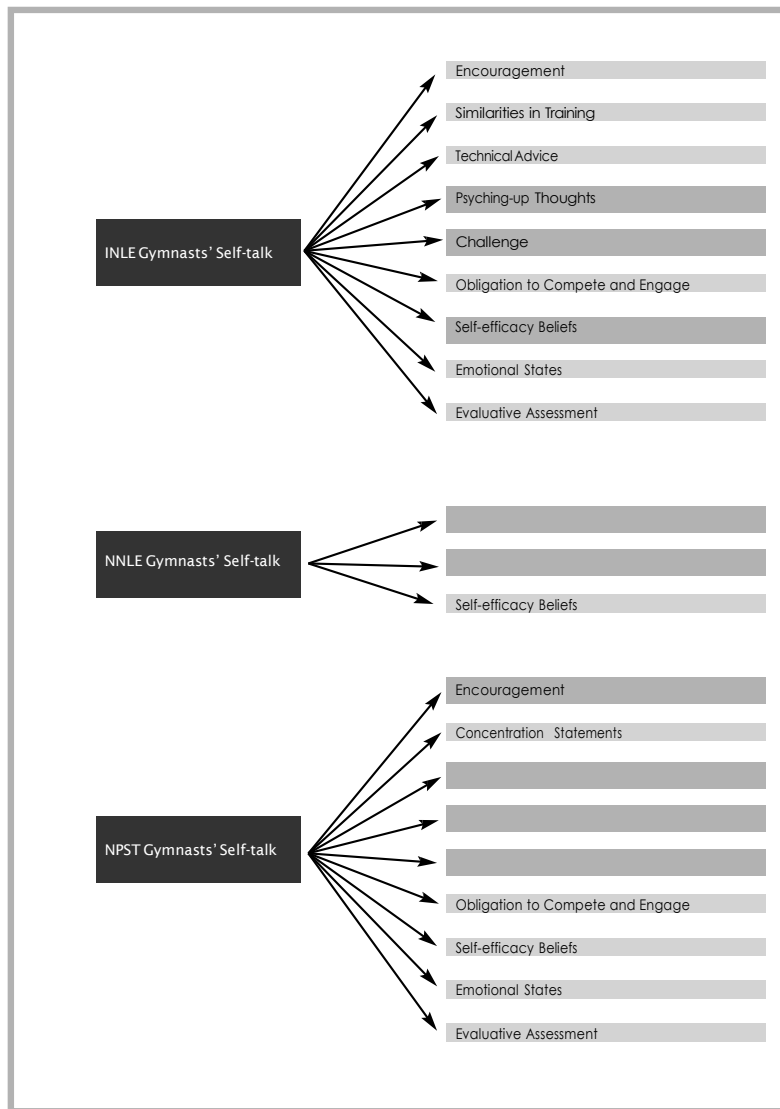 Encouragement
Similarities in Training
Technical Advice
Psyching-up Thoughts
INLE Gymnasts' Self-talk
Challenge
Obligation to Compete and Engage
Self-efficacy Beliefs
Emotional States
Evaluative Assessment
NNLE Gymnasts' Self-talk
Self-efficacy Beliefs
Encouragement
Concentration Statements
NPST Gymnasts' Self-talk
Obligation to Compete and Engage
Self-efficacy Beliefs
Emotional States
Evaluative Assessment